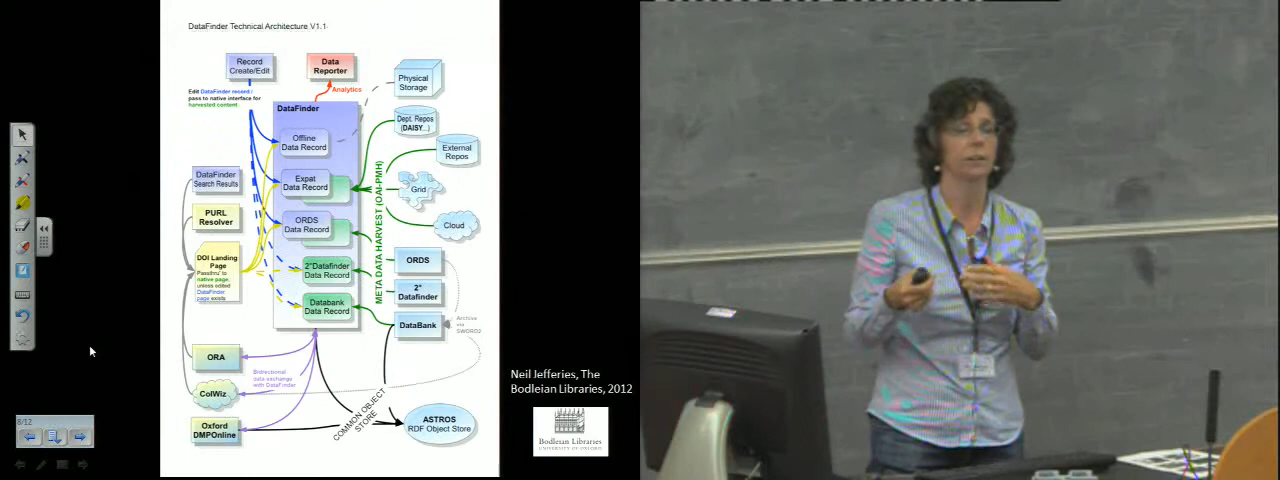 DataFinder Technical Architecture V1.1
Record
Create/Edit
Data
Reporter
Edit DataFinder record /
pass to native interface for
harvested content.
Analytics
Physical
Storage
DataFinder
Offline
Data Record
Dept. Repos
(DAISY...)
External
Repos
DataFinder
Search Results
Expat
Data Record
Grid
PURL
Resolver
ORDS
Data Record
Cloud
META DATA HARVEST (OAI-PMH)
DOI Landing
Page
Passthru' to
native page,
unless edited
DataFinder
page exists
2°Datafinder
Data Record
ORDS
2°
Datafinder
Databank
Data Record
DataBank
Archive
via
SWORD2
ORA
Bidirectional
data exchange
with DataFinder
ColWiz
COMMON OBJECT
STORE
Oxford
DMPOnline
ASTROS
RDF Object Store
Neil Jefferies, The
Bodleian Libraries, 2012
Bodleian Libraries
UNIVERSITY OF OXFORD
8/12